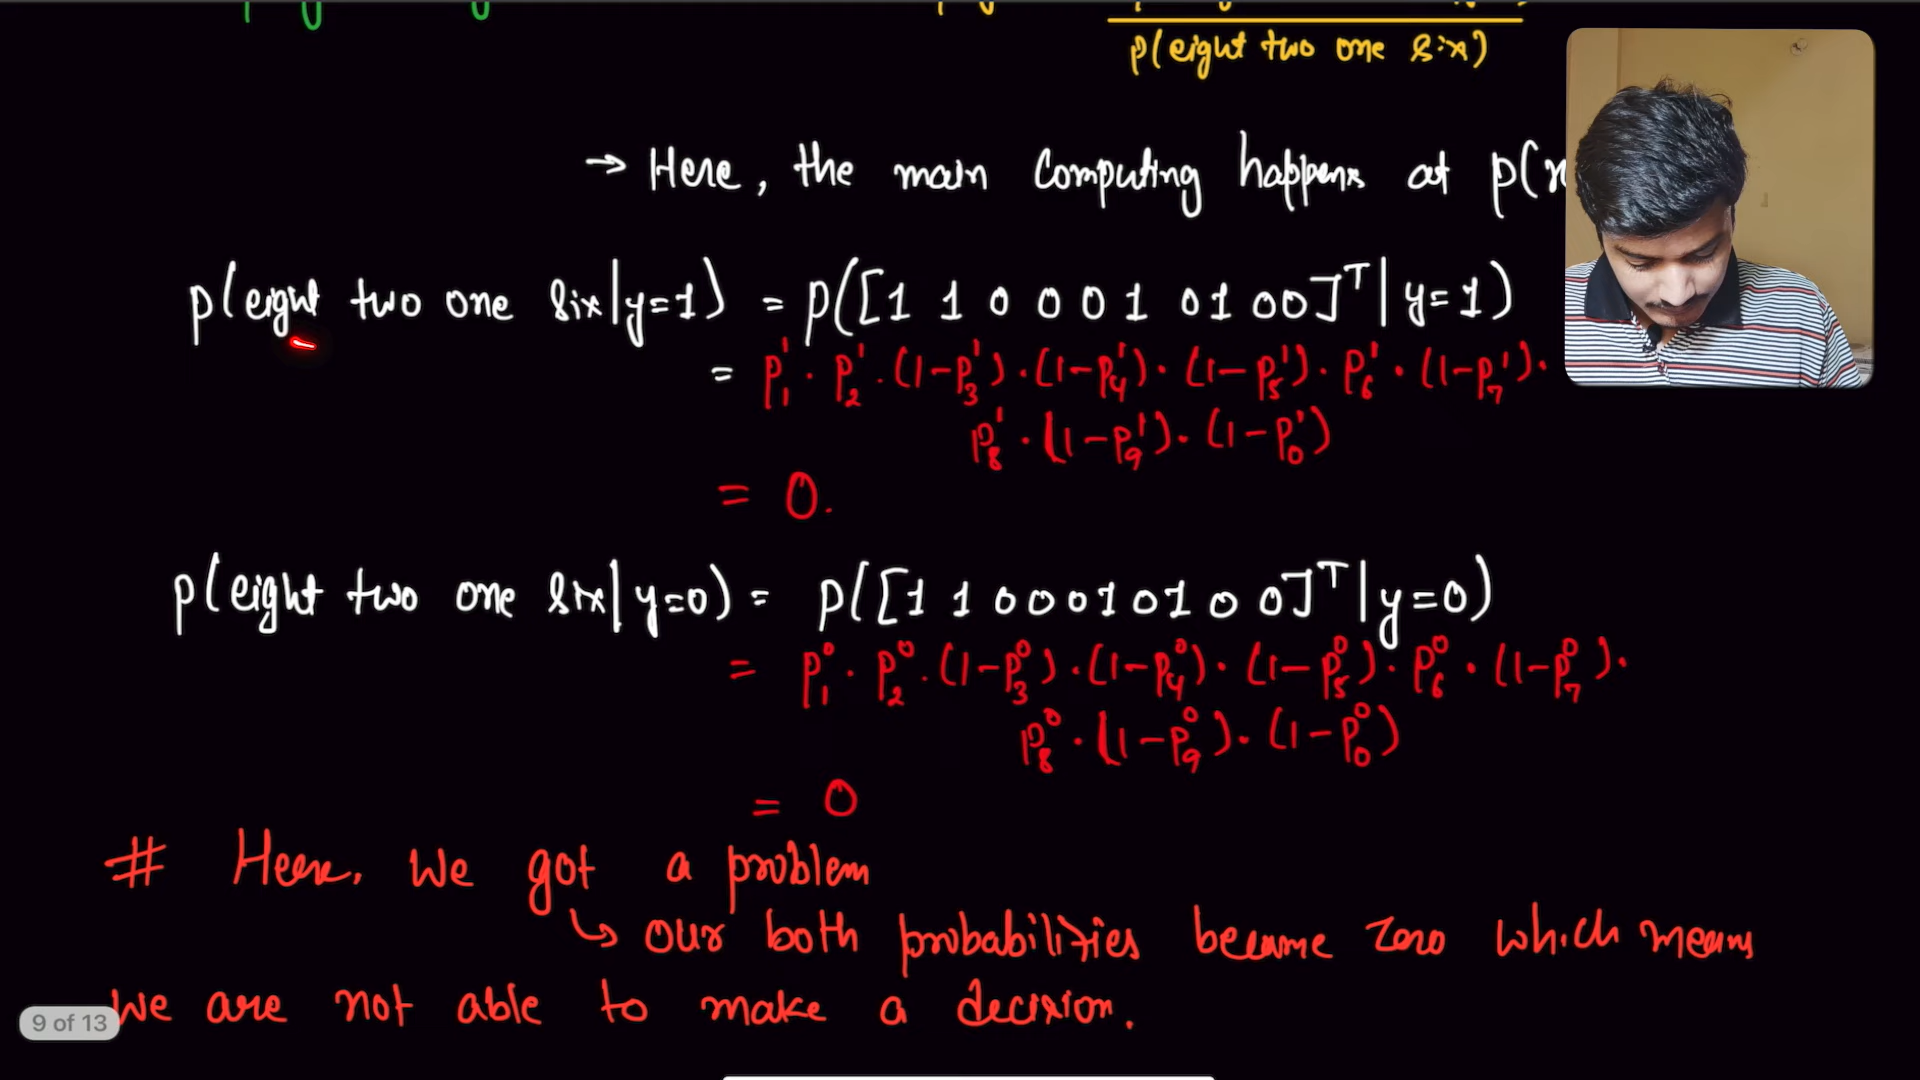 p(eight two one six)
→ Here, the main computing happens at p(x
p(eight two one six|y=1) = p([1 1 0 0 0 1 0 1 0 0]ᵀ|y=1)
= p₁¹ . p₂¹ . (1-p₃¹) . (1-p₄¹) . (1-p₅¹) . p₆¹ . (1-p₇¹) .
p₈¹ . (1-p₉¹) . (1-p₀¹)
= 0.
p(eight two one six|y=0) = p([1 1 0 0 0 1 0 1 0 0]ᵀ|y=0)
= p₁⁰ . p₂⁰ . (1-p₃⁰) . (1-p₄⁰) . (1-p₅⁰) . p₆⁰ . (1-p₇⁰) .
p₈⁰ . (1-p₉⁰) . (1-p₀⁰)
= 0
# Here, we got a problem
↳ our both probabilities became zero which means
we are not able to make a decision.
9 of 13